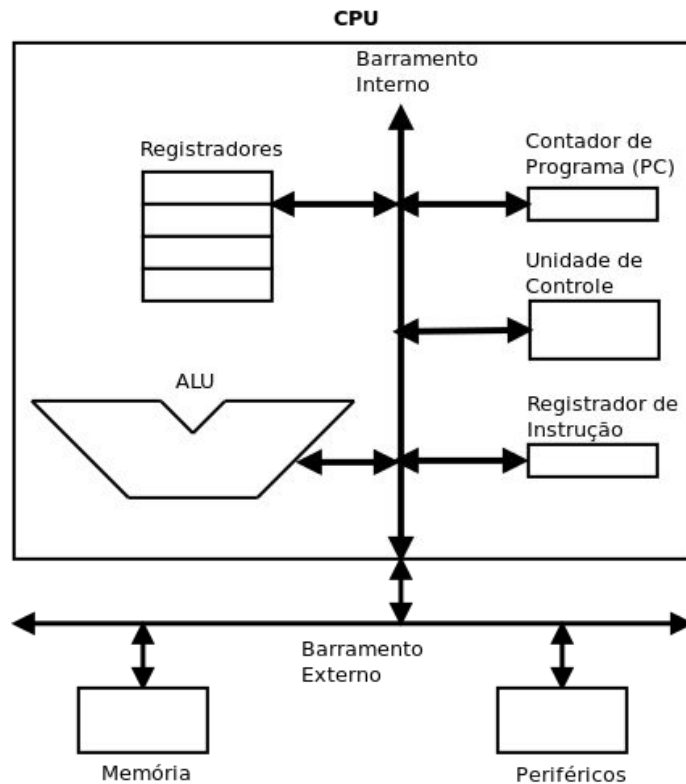 CPU
Barramento
Interno
Registradores
Contador de
Programa (PC)
Unidade de
Controle
ALU
Registrador de
Instrução
Barramento
Externo
Memória
Periféricos